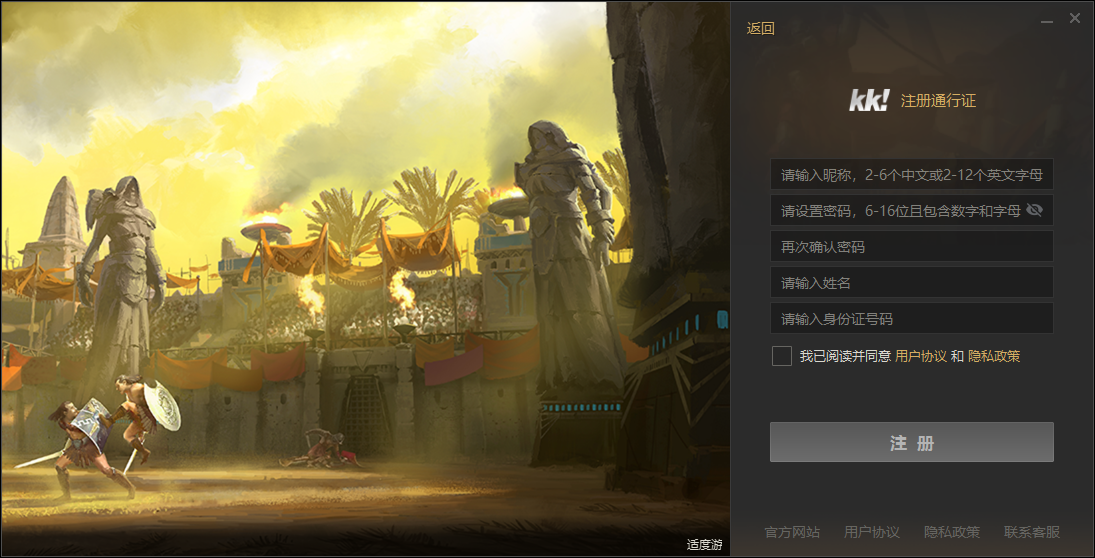 返回
kk! 注册通行证
请输入昵称，2-6个中文或2-12个英文字母
请设置密码，6-16位且包含数字和字母
再次确认密码
请输入姓名
请输入身份证号码
我已阅读并同意 用户协议 和 隐私政策
注 册
官方网站 用户协议 隐私政策 联系客服
适度游